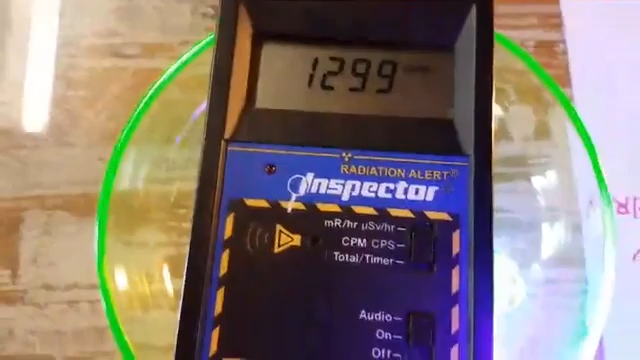 1299
RADIATION ALERT®
Inspector
mR/hr µSv/hr
CPM CPS
Total/Timer
Audio
On
Off